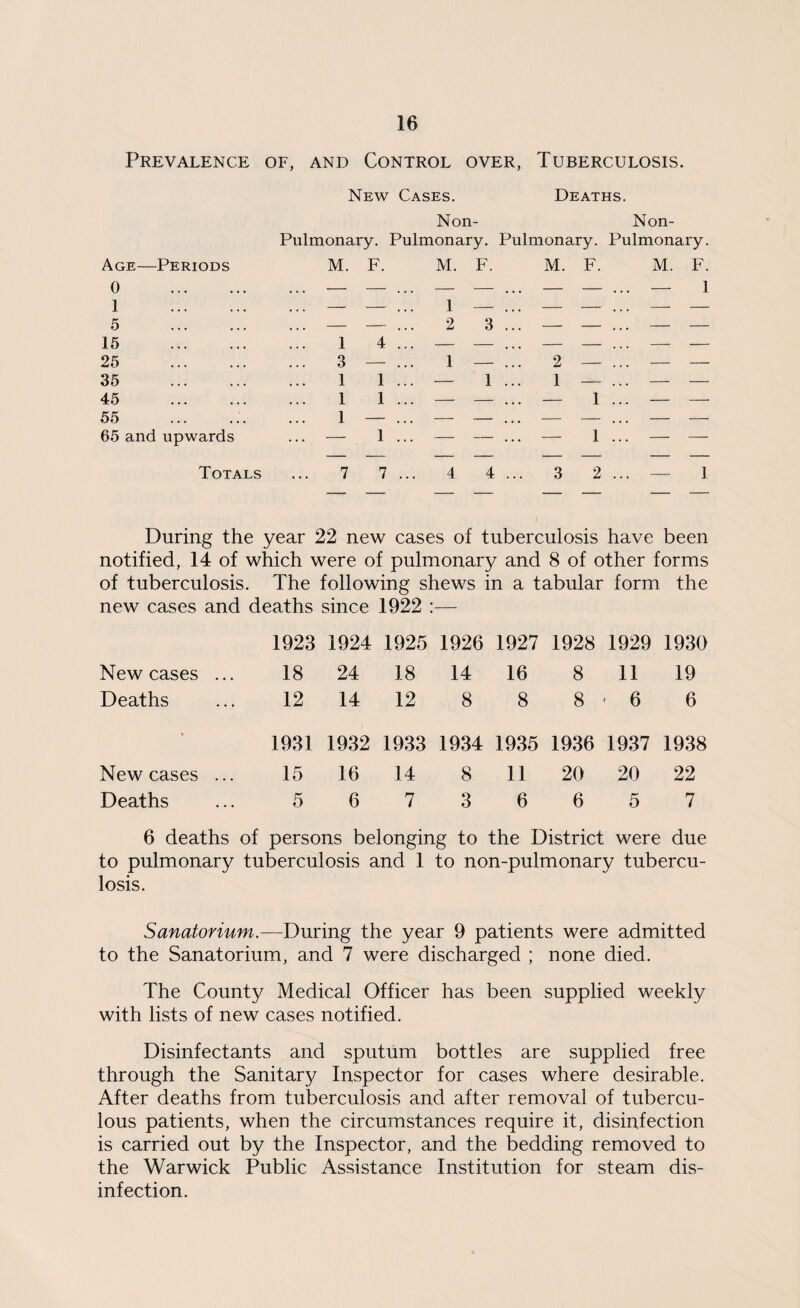 16
PREVALENCE OF, AND CONTROL OVER, TUBERCULOSIS.
NEW CASES. DEATHS.
Non- Non-
Pulmonary. Pulmonary. Pulmonary. Pulmonary.
AGE—PERIODS M. F. M. F. M. F. M. F.
0 ... ... ... — — ... — — ... — — ... — 1
1 ... ... ... — — ... 1 — ... — — ... — —
5 ... ... ... — — ... 2 3 ... — — ... — —
15 ... ... ... 1 4 ... — — ... — — ... — —
25 ... ... ... 3 — ... 1 — ... 2 — ... — —
35 ... ... ... 1 1 ... — 1 ... 1 — ... — —
45 ... ... ... 1 1 ... — — ... — 1 ... — —
55 ... ... ... 1 — ... — — ... — — ... — —
65 and upwards ... — 1 ... — — ... — 1 ... — —
TOTALS ... 7 7 ... 4 4 ... 3 2 ... — 1
During the year 22 new cases of tuberculosis have been
notified, 14 of which were of pulmonary and 8 of other forms
of tuberculosis. The following shews in a tabular form the
new cases and deaths since 1922 :—
1923 1924 1925 1926 1927 1928 1929 1930
New cases ... 18 24 18 14 16 8 11 19
Deaths ... 12 14 12 8 8 8 6 6
1931 1932 1933 1934 1935 1936 1937 1938
New cases ... 15 16 14 8 11 20 20 22
Deaths ... 5 6 7 3 6 6 5 7
6 deaths of persons belonging to the District were due
to pulmonary tuberculosis and 1 to non-pulmonary tubercu-
losis.
Sanatorium.—During the year 9 patients were admitted
to the Sanatorium, and 7 were discharged ; none died.
The County Medical Officer has been supplied weekly
with lists of new cases notified.
Disinfectants and sputum bottles are supplied free
through the Sanitary Inspector for cases where desirable.
After deaths from tuberculosis and after removal of tubercu-
lous patients, when the circumstances require it, disinfection
is carried out by the Inspector, and the bedding removed to
the Warwick Public Assistance Institution for steam dis-
infection.